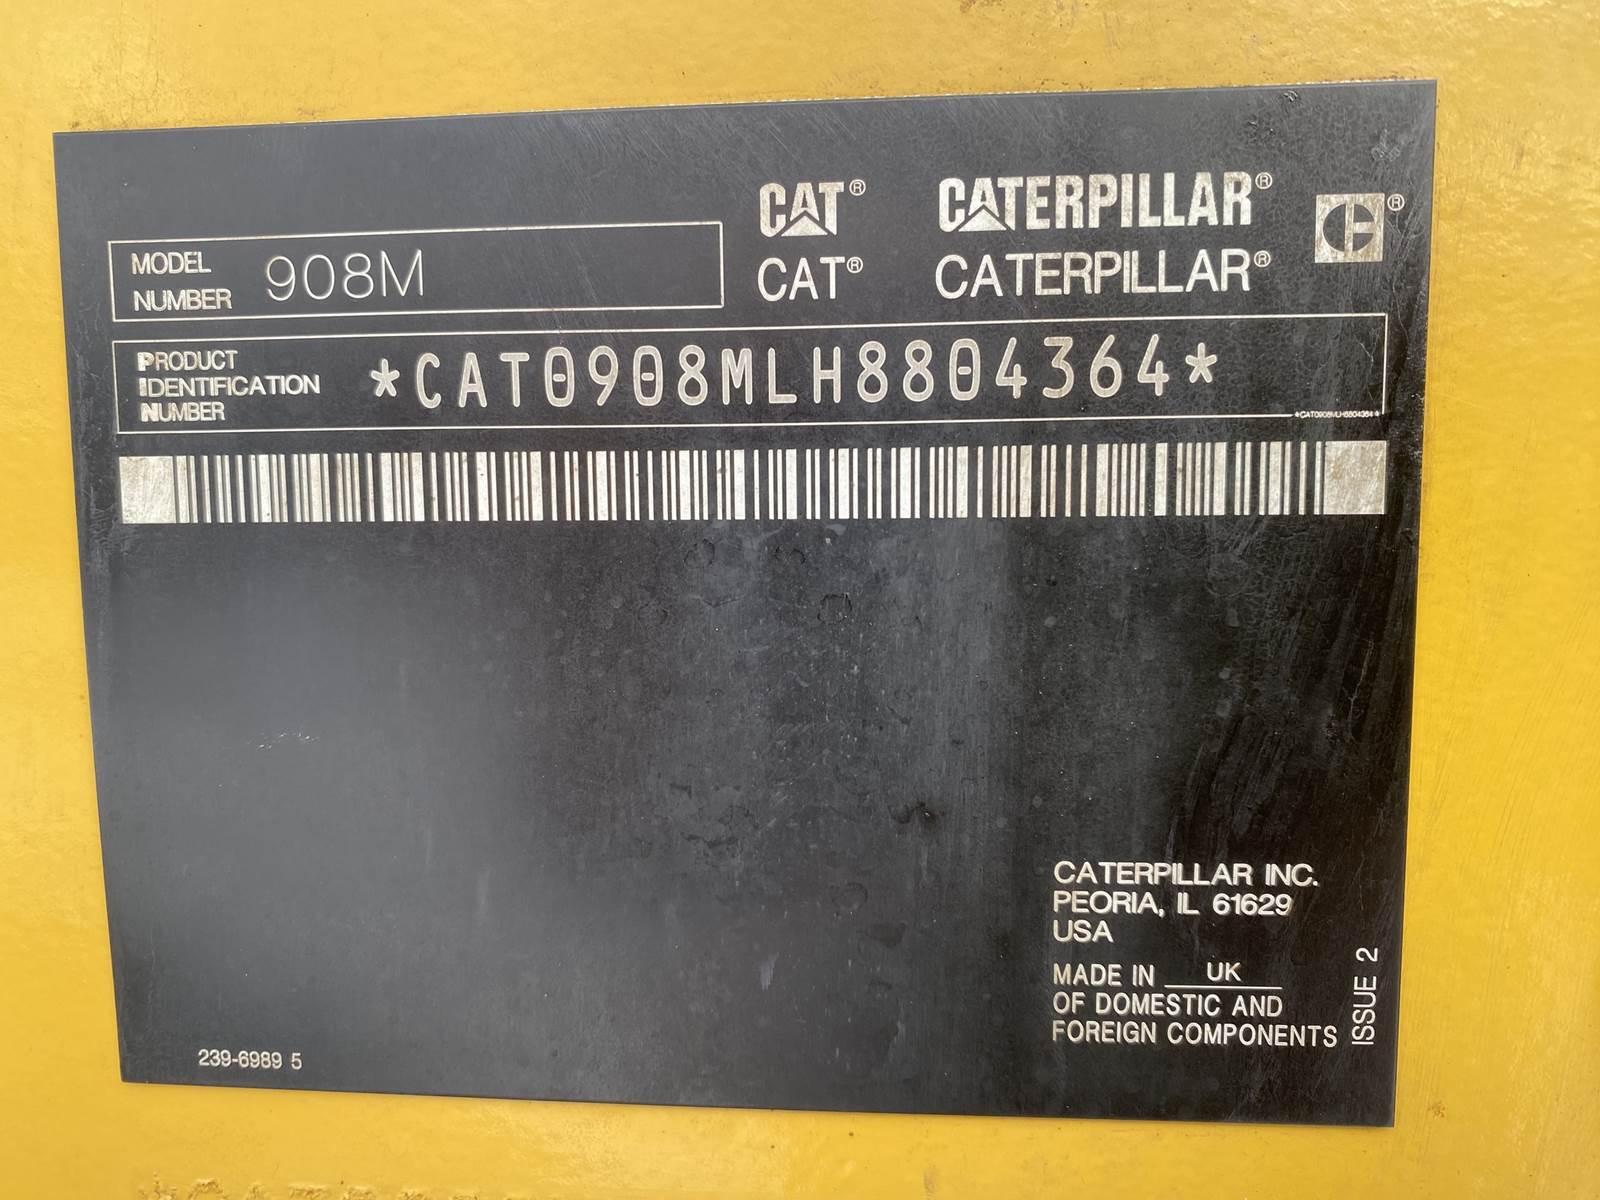 CAT® CATERPILLAR®
CAT® CATERPILLAR®
MODEL
NUMBER 908M
PRODUCT
IDENTIFICATION
NUMBER
*CAT0908MLH8804364*
*CAT0908MLH8804364*
CATERPILLAR INC.
PEORIA, IL 61629
USA
MADE IN UK
OF DOMESTIC AND
FOREIGN COMPONENTS
ISSUE 2
239-6989 5